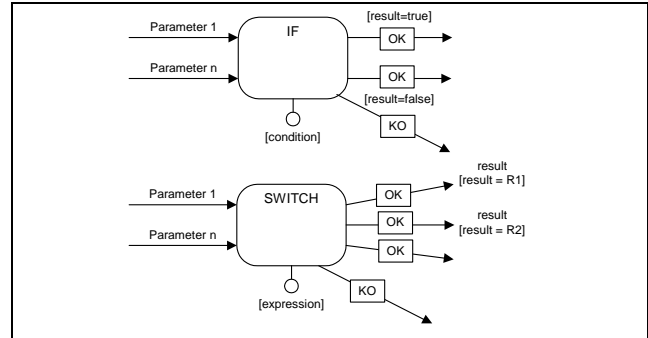 [result=true]
Parameter 1
IF
OK
Parameter n
OK
[result=false]
KO
[condition]
result
[result = R1]
Parameter 1
SWITCH
OK
result
OK
[result = R2]
Parameter n
OK
KO
[expression]